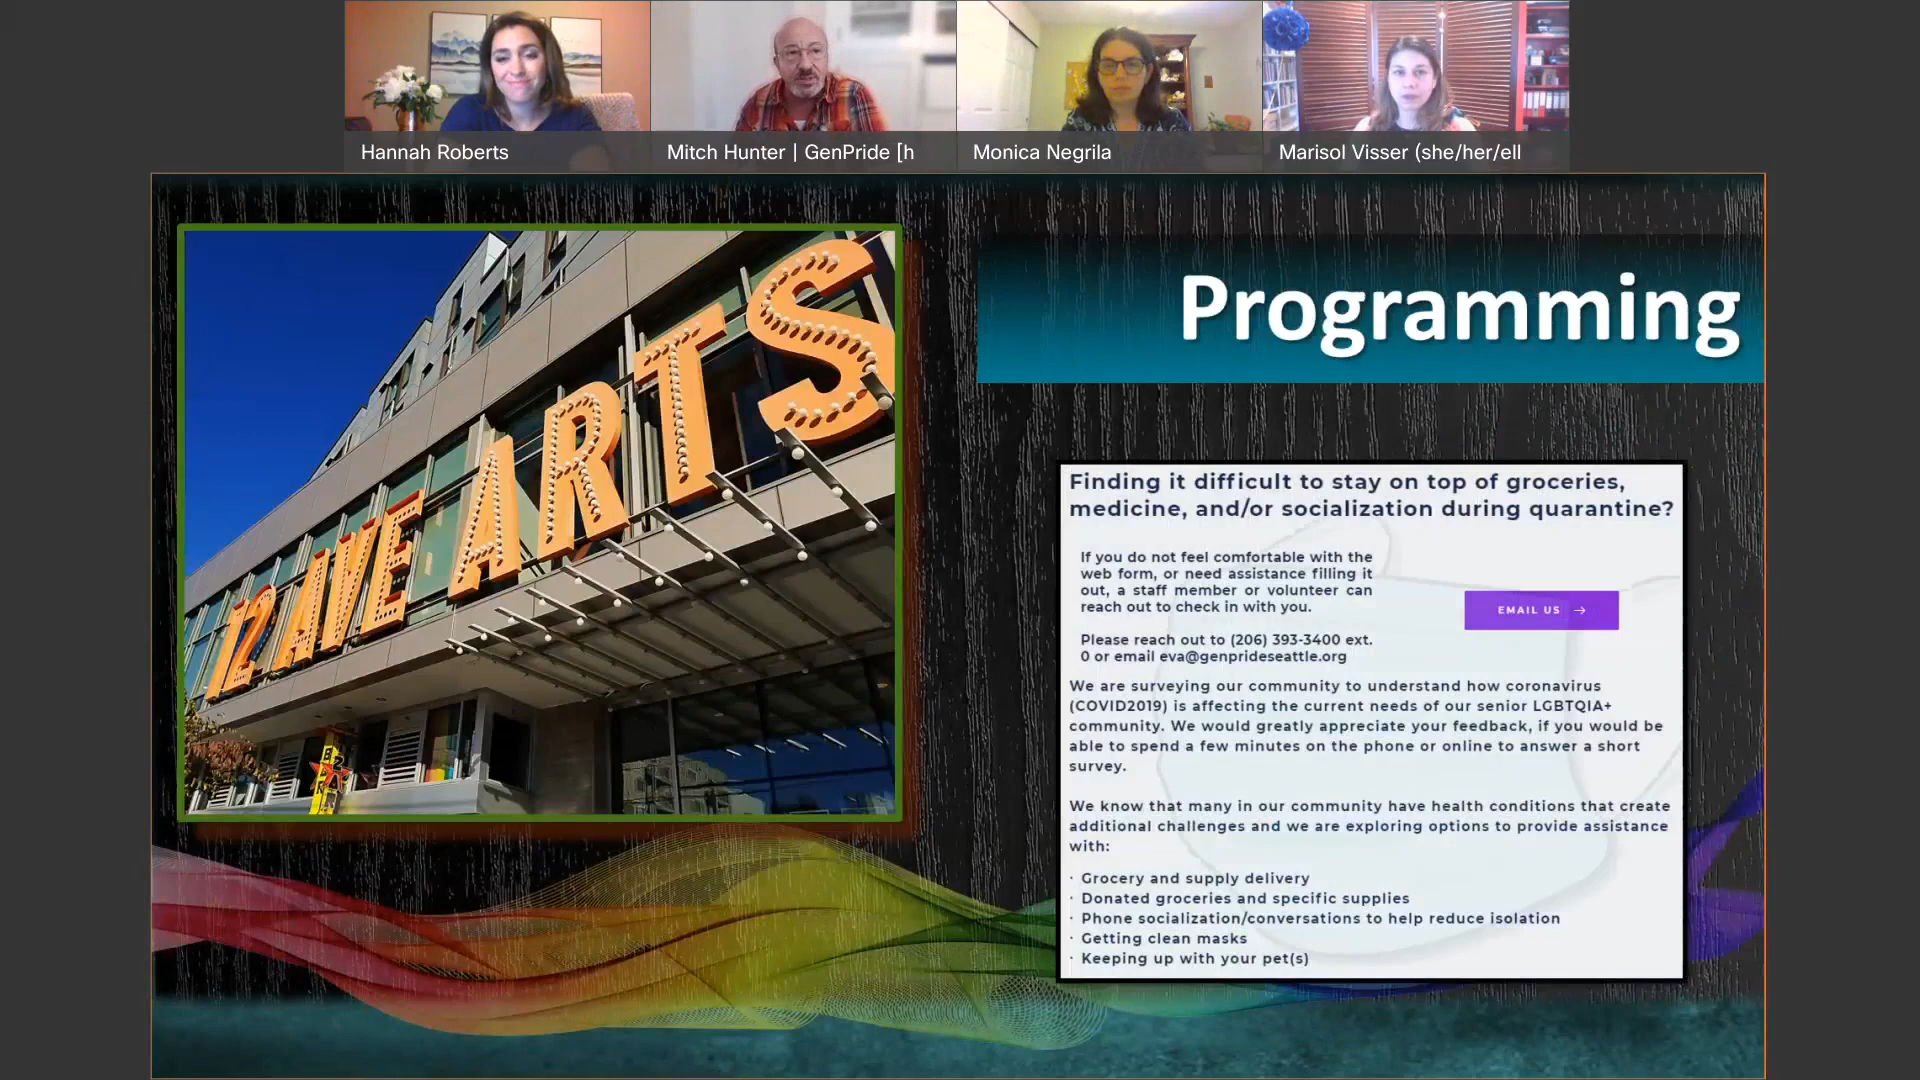 Hannah Roberts
Mitch Hunter | GenPride [h
Monica Negrila
Marisol Visser (she/her/ell
12 AVE ARTS
BAR
Programming
Finding it difficult to stay on top of groceries,
medicine, and/or socialization during quarantine?
If you do not feel comfortable with the
web form, or need assistance filling it
out, a staff member or volunteer can
reach out to check in with you.
Please reach out to (206) 393-3400 ext.
0 or email eva@genprideseattle.org
EMAIL US →
We are surveying our community to understand how coronavirus
(COVID2019) is affecting the current needs of our senior LGBTQIA+
community. We would greatly appreciate your feedback, if you would be
able to spend a few minutes on the phone or online to answer a short
survey.
We know that many in our community have health conditions that create
additional challenges and we are exploring options to provide assistance
with:
· Grocery and supply delivery
· Donated groceries and specific supplies
· Phone socialization/conversations to help reduce isolation
· Getting clean masks
· Keeping up with your pet(s)